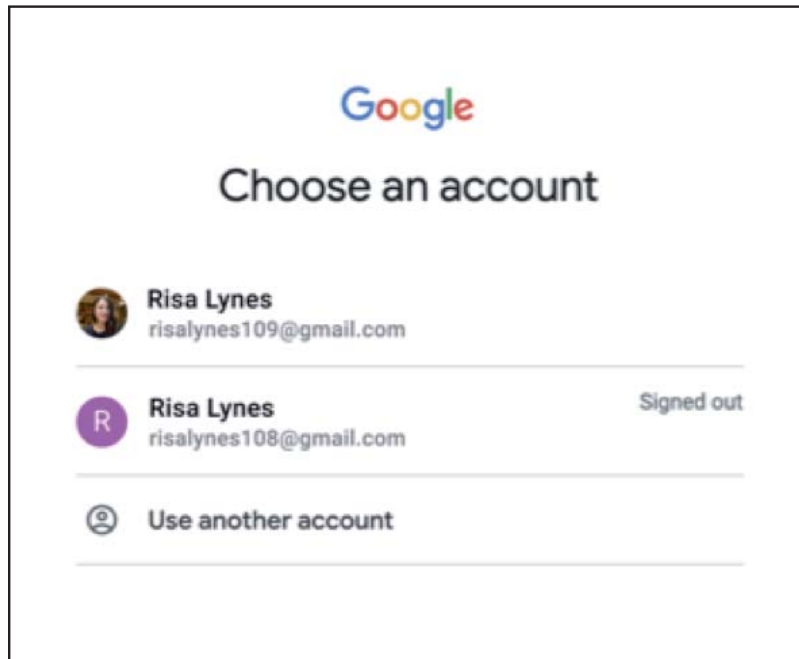 Google
Choose an account
Risa Lynes
risalynes109@gmail.com
R
Risa Lynes
Signed out
risalynes108@gmail.com
Use another account